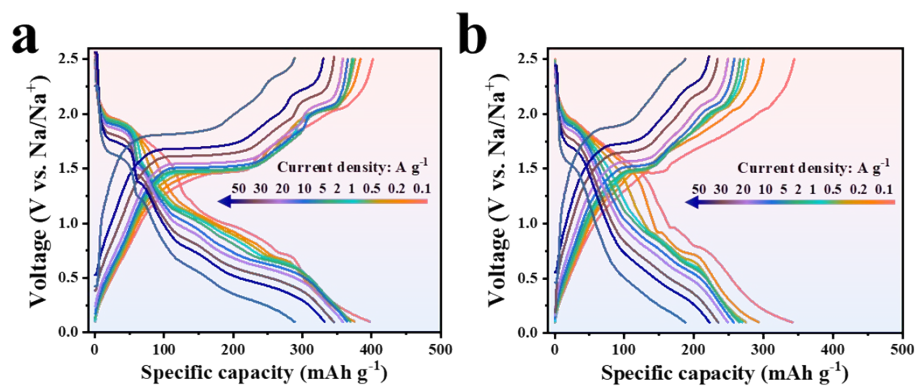 a
2.5
2.0
1.5
1.0
0.5
0.0
Voltage (V vs. Na/Na⁺)
Current density: A g⁻¹
50 30 20 10 5 2 1 0.5 0.2 0.1
0 100 200 300 400 500
Specific capacity (mAh g⁻¹)
b
2.5
2.0
1.5
1.0
0.5
0.0
Voltage (V vs. Na/Na⁺)
Current density: A g⁻¹
50 30 20 10 5 2 1 0.5 0.2 0.1
0 100 200 300 400 500
Specific capacity (mAh g⁻¹)